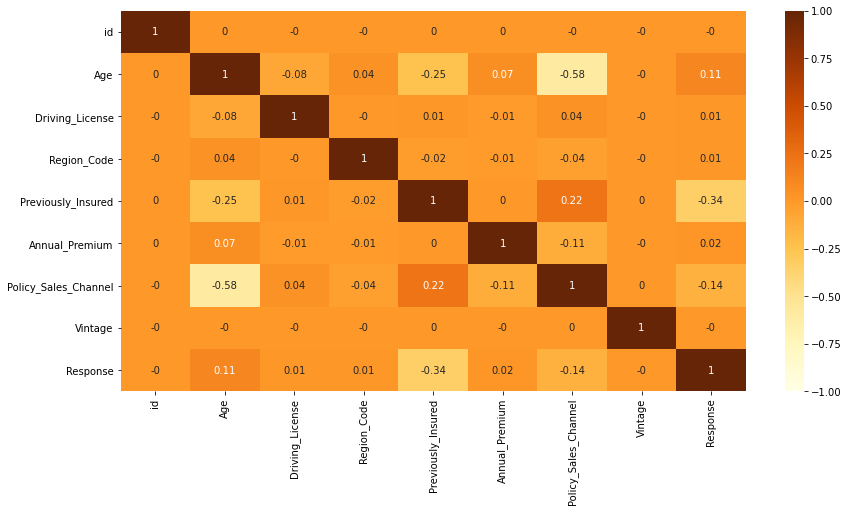 id 1 0 -0 -0 0 0 -0 -0 -0
Age 0 1 -0.08 0.04 -0.25 0.07 -0.58 -0 0.11
Driving_License -0 -0.08 1 -0 0.01 -0.01 0.04 -0 0.01
Region_Code -0 0.04 -0 1 -0.02 -0.01 -0.04 -0 0.01
Previously_Insured 0 -0.25 0.01 -0.02 1 0 0.22 0 -0.34
Annual_Premium 0 0.07 -0.01 -0.01 0 1 -0.11 -0 0.02
Policy_Sales_Channel -0 -0.58 0.04 -0.04 0.22 -0.11 1 0 -0.14
Vintage -0 -0 -0 -0 0 -0 0 1 -0
Response -0 0.11 0.01 0.01 -0.34 0.02 -0.14 -0 1
id Age Driving_License Region_Code Previously_Insured Annual_Premium Policy_Sales_Channel Vintage Response
1.00
0.75
0.50
0.25
0.00
−0.25
−0.50
−0.75
−1.00